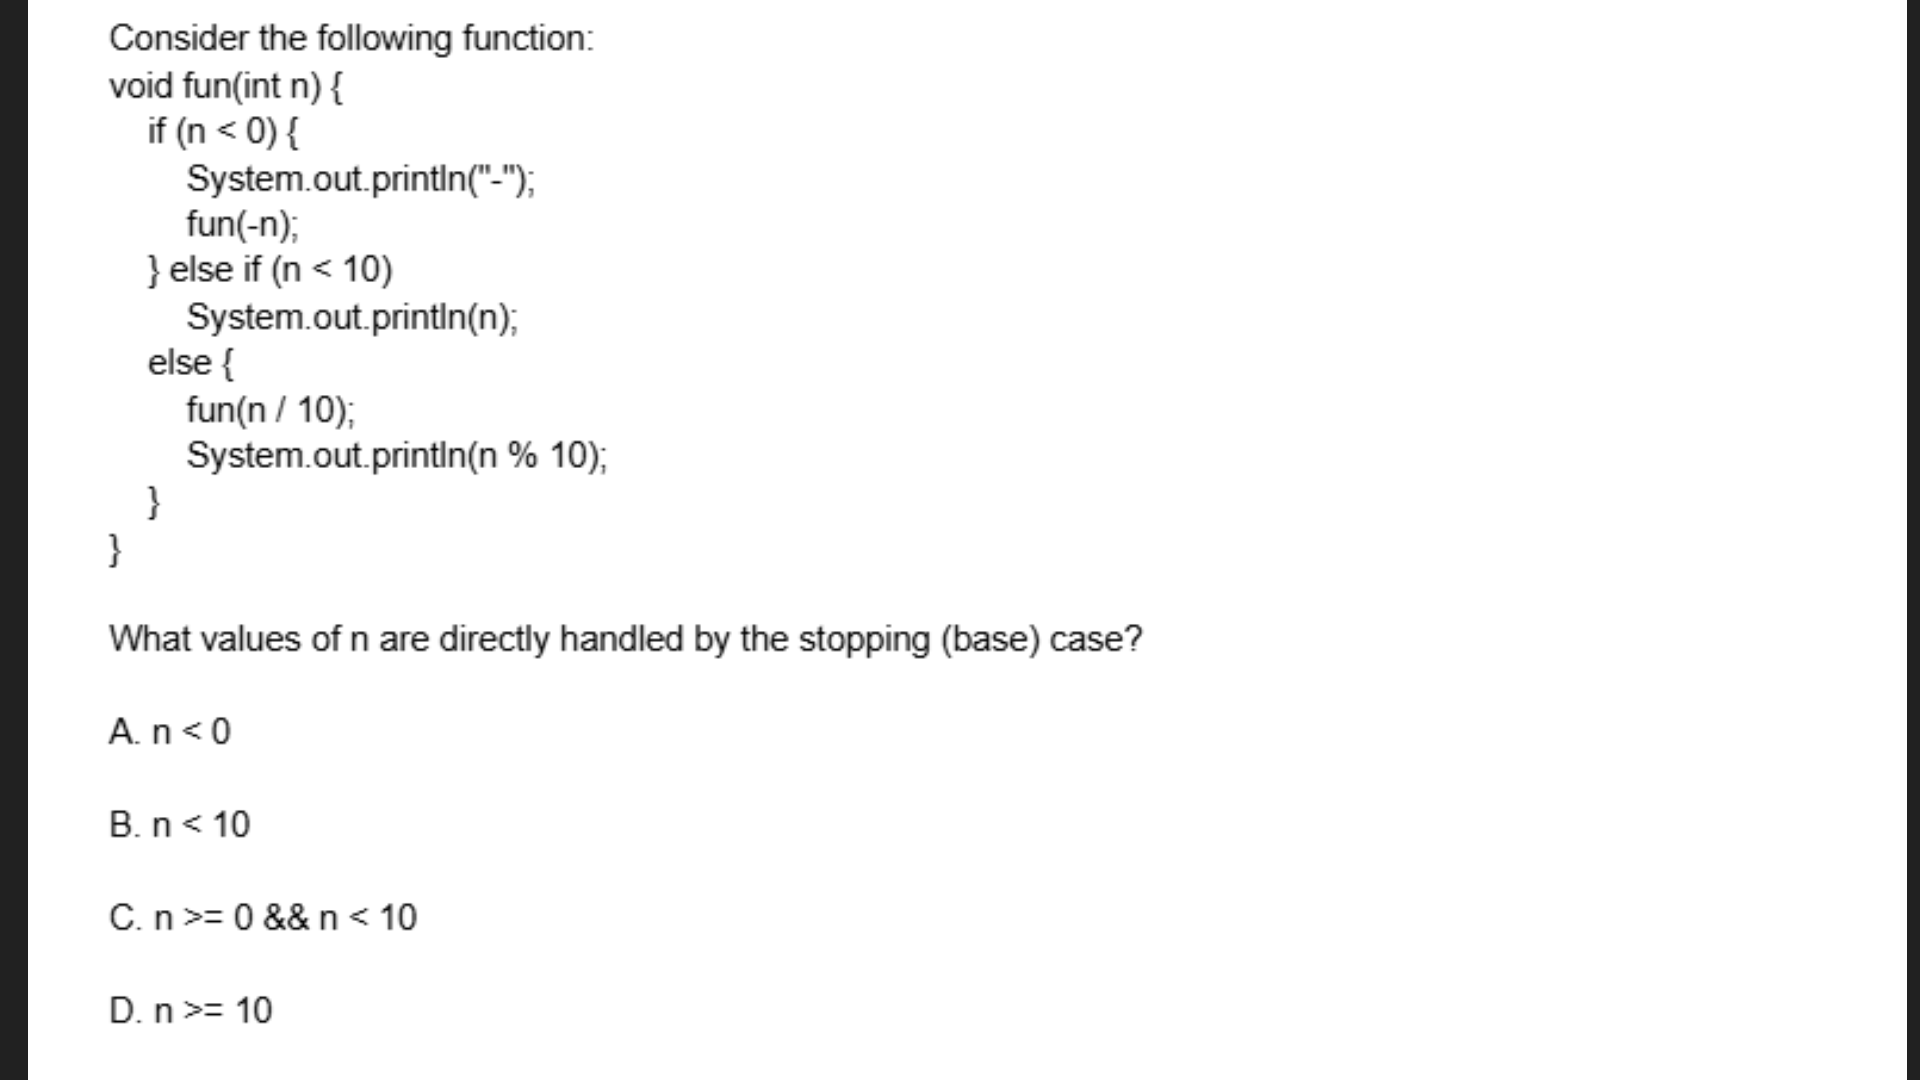 Consider the following function:
void fun(int n) {
if (n < 0) {
System.out.println("-");
fun(-n);
} else if (n < 10)
System.out.println(n);
else {
fun(n / 10);
System.out.println(n % 10);
}
}
What values of n are directly handled by the stopping (base) case?
A. n < 0
B. n < 10
C. n >= 0 && n < 10
D. n >= 10